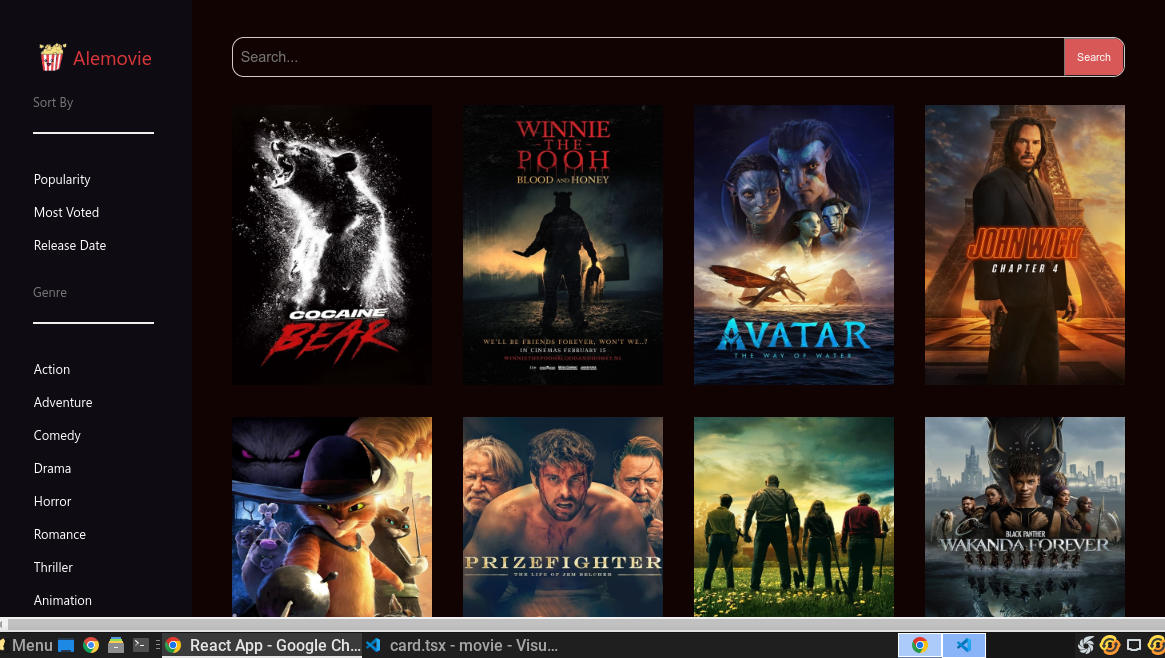 Alemovie
Sort By
Popularity
Most Voted
Release Date
Genre
Action
Adventure
Comedy
Drama
Horror
Romance
Thriller
Animation
Search...
Search
COCAINE
BEAR
WINNIE
THE
POOH
BLOOD AND HONEY
WE'LL BE FRIENDS FOREVER, WON'T WE..?
IN CINEMAS FEBRUARY 15
AVATAR
THE WAY OF WATER
JOHN WICK
CHAPTER 4
PRIZEFIGHTER
THE LIFE OF JEM BELCHER
BLACK PANTHER
WAKANDA FOREVER
Menu
React App - Google Ch...
card.tsx - movie - Visu...